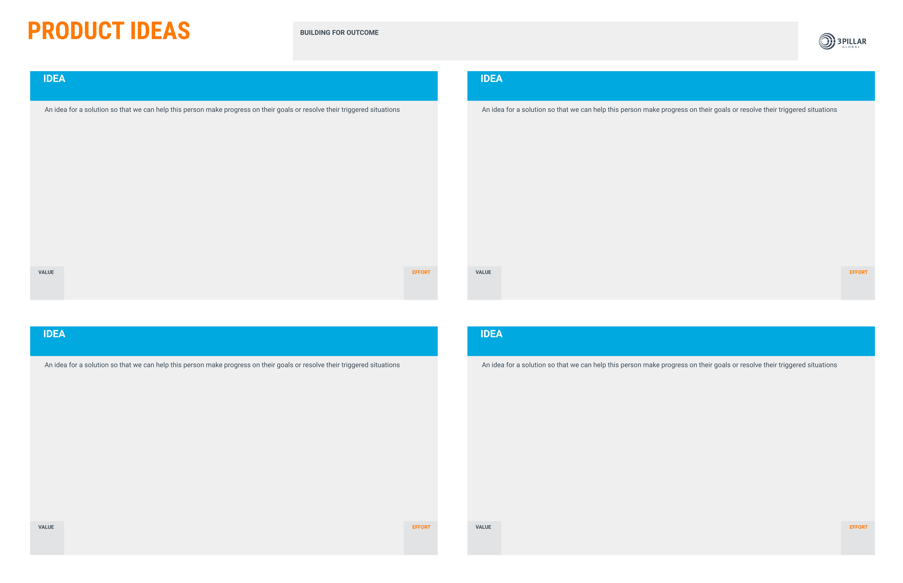 PRODUCT IDEAS
BUILDING FOR OUTCOME
3PILLAR
GLOBAL
IDEA
An idea for a solution so that we can help this person make progress on their goals or resolve their triggered situations
VALUE
EFFORT
IDEA
An idea for a solution so that we can help this person make progress on their goals or resolve their triggered situations
VALUE
EFFORT
IDEA
An idea for a solution so that we can help this person make progress on their goals or resolve their triggered situations
VALUE
EFFORT
IDEA
An idea for a solution so that we can help this person make progress on their goals or resolve their triggered situations
VALUE
EFFORT